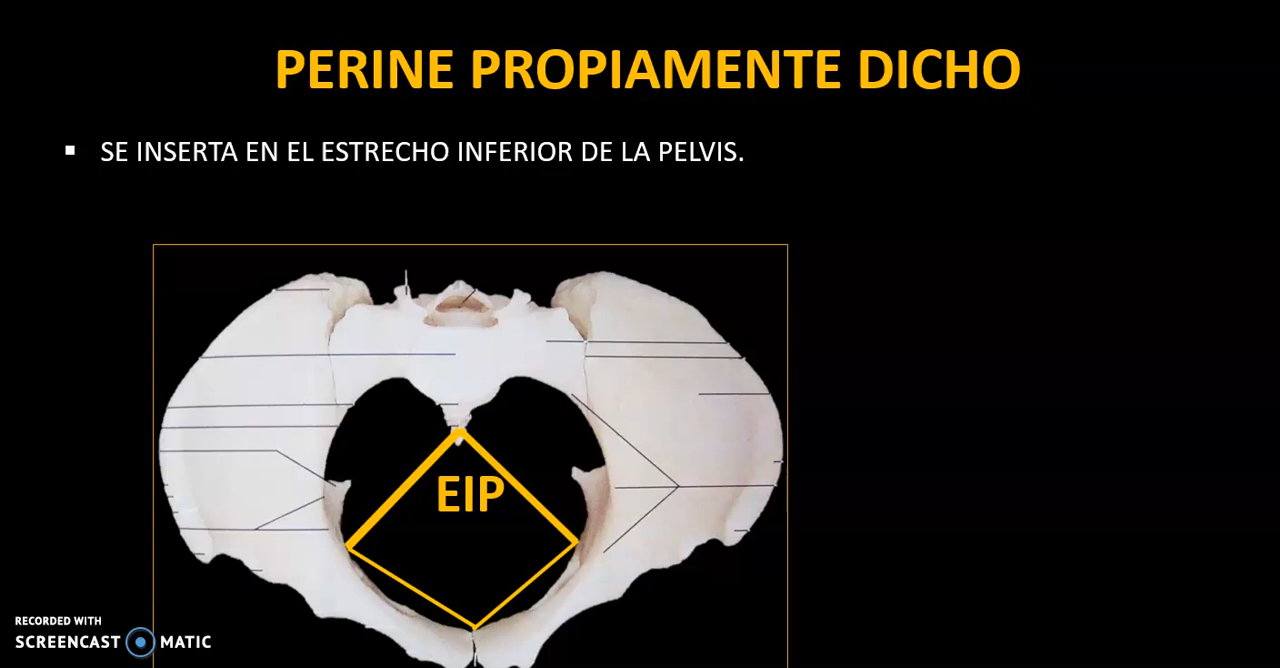 PERINE PROPIAMENTE DICHO
▪ SE INSERTA EN EL ESTRECHO INFERIOR DE LA PELVIS.
EIP
RECORDED WITH
SCREENCAST MATIC